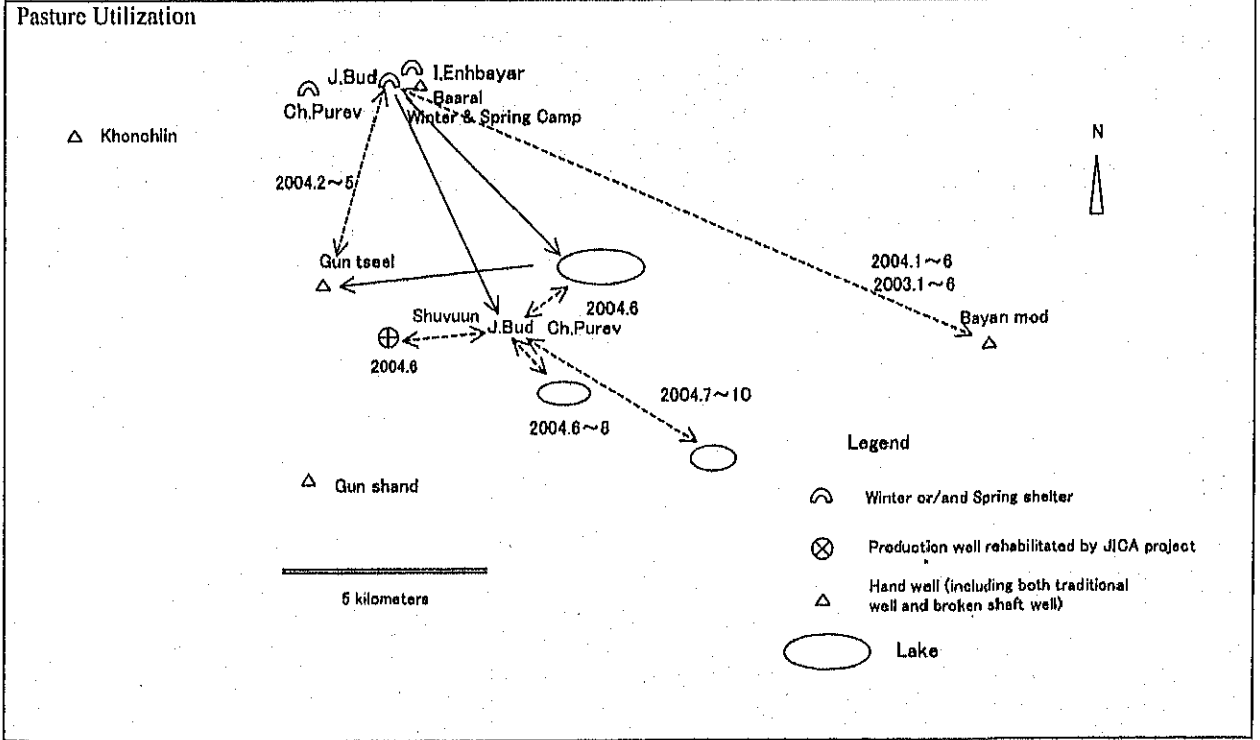 Pasture Utilization
J.Bud
I.Enhbayar
Ch.Purev
Baaral
Winter & Spring Camp
Khonohlin
N
2004.2~5
Gun tseel
2004.1~6
2003.1~6
Bayan mod
2004.6
Shuvuun
J.Bud Ch.Purev
2004.6
2004.7~10
2004.6~8
Gun shand
5 kilometers
Legend
Winter or/and Spring shelter
Production well rehabilitated by JICA project
Hand well (including both traditional
well and broken shaft well)
Lake